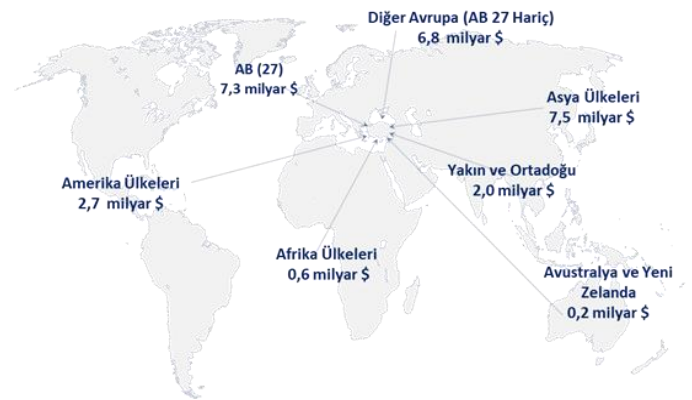 Diğer Avrupa (AB 27 Hariç)
6,8 milyar $
AB (27)
7,3 milyar $
Asya Ülkeleri
7,5 milyar $
Yakın ve Ortadoğu
2,0 milyar $
Amerika Ülkeleri
2,7 milyar $
Afrika Ülkeleri
0,6 milyar $
Avustralya ve Yeni
Zelanda
0,2 milyar $